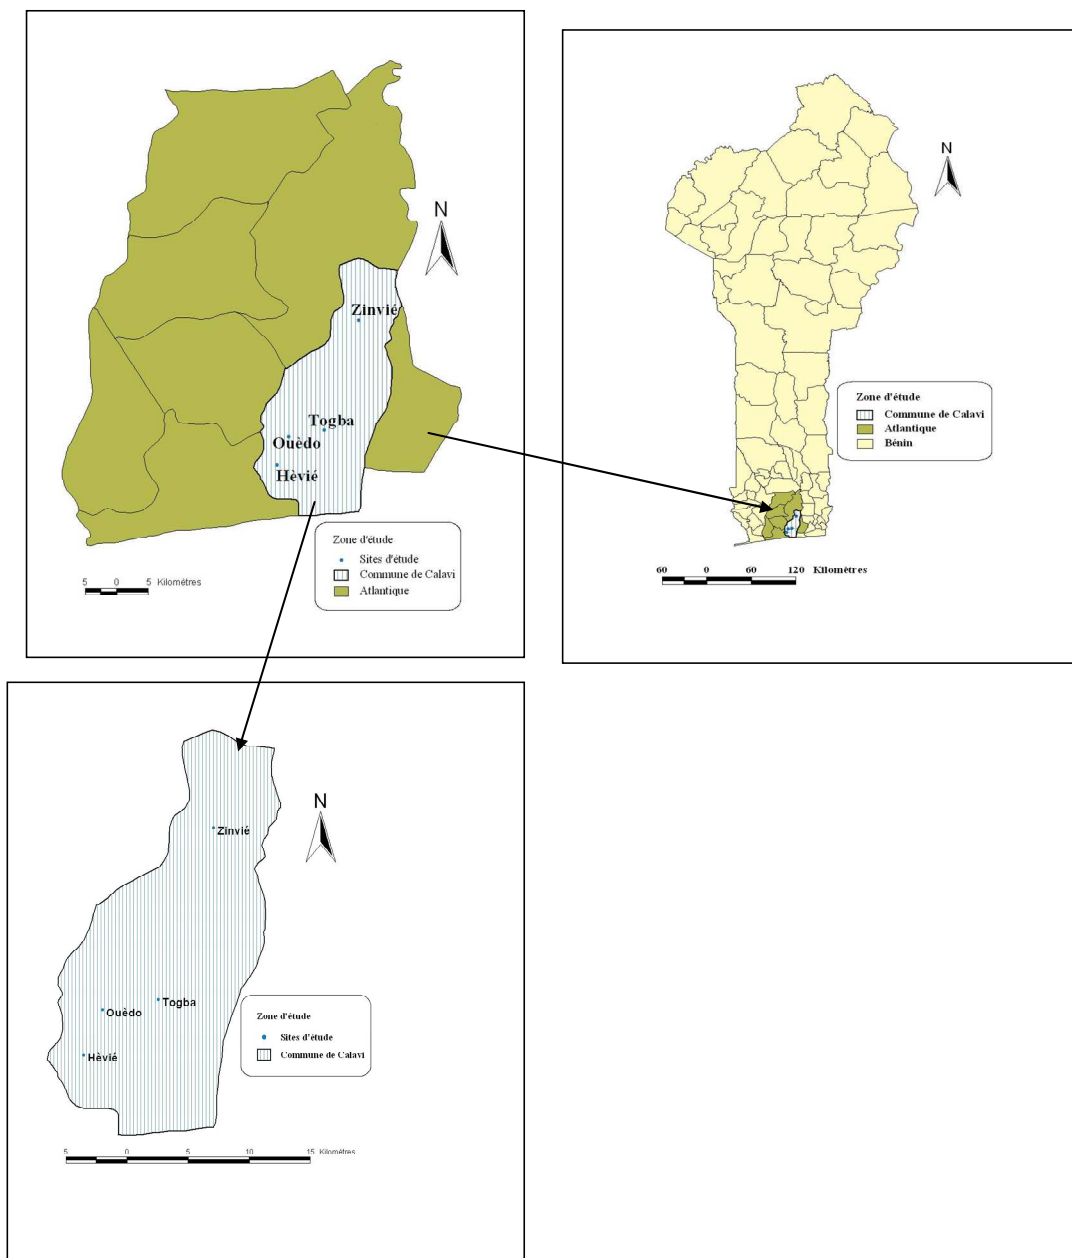 N
Zinvié
Togba
Ouèdo
Hèvié
Zone d'étude
Sites d'étude
Commune de Calavi
Atlantique
5 0 5 Kilomètres
N
Zone d'étude
Commune de Calavi
Atlantique
Bénin
60 0 60 120 Kilomètres
N
Zinvié
Togba
Ouèdo
Hèvié
Zone d'étude
Sites d'étude
Commune de Calavi
5 0 5 10 15 Kilomètres